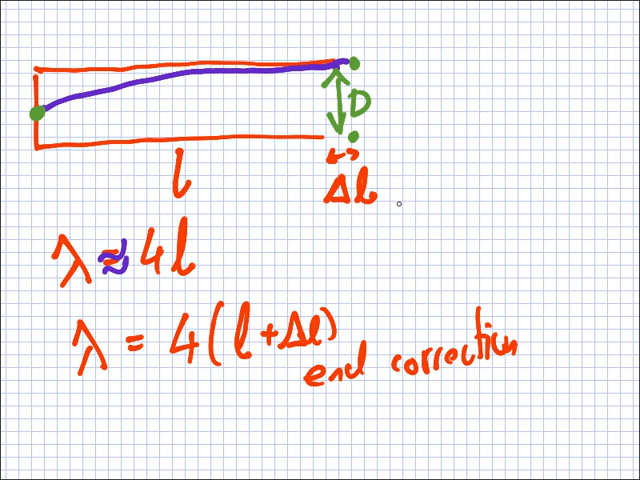 D
l
Δl
λ ≈ 4l
λ = 4(l + Δl)
end correction